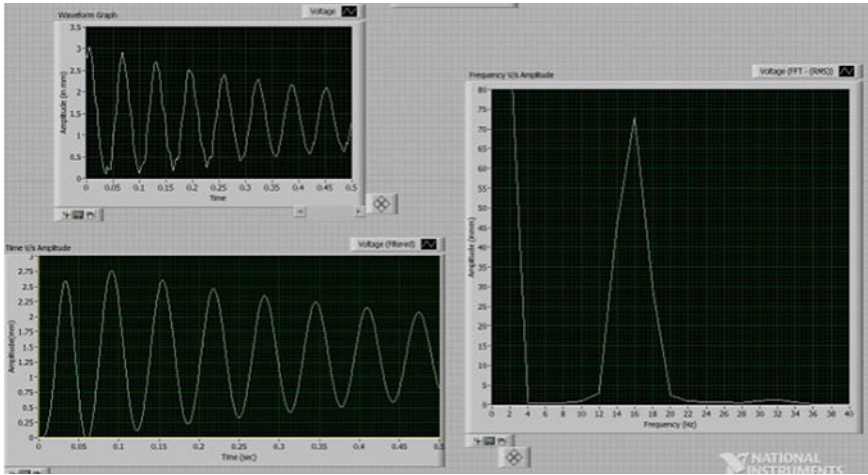 Waveform Graph
Voltage
Amplitude (in mm)
3.5
3
2.5
2
1.5
1
0.5
0
0 0.05 0.1 0.15 0.2 0.25 0.3 0.35 0.4 0.45 0.5
Time
Time V/s Amplitude
Voltage (Filtered)
Amplitude(mm)
3
2.75
2.5
2.25
2
1.75
1.5
1.25
1
0.75
0.5
0.25
0
0 0.05 0.1 0.15 0.2 0.25 0.3 0.35 0.4 0.45 0.5
Time (sec)
Frequency V/s Amplitude
Voltage (FFT - (RMS))
Amplitude (inmm)
80
75
70
65
60
55
50
45
40
35
30
25
20
15
10
5
0
0 2 4 6 8 10 12 14 16 18 20 22 24 26 28 30 32 34 36 38 40
Frequency (Hz)
NATIONAL
INSTRUMENTS